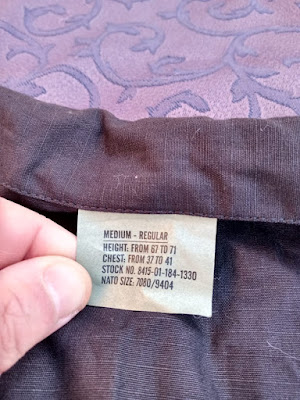 MEDIUM - REGULAR
HEIGHT: FROM 67 TO 71
CHEST: FROM 37 TO 41
STOCK NO. 8415-01-184-1330
NATO SIZE: 7080/9404